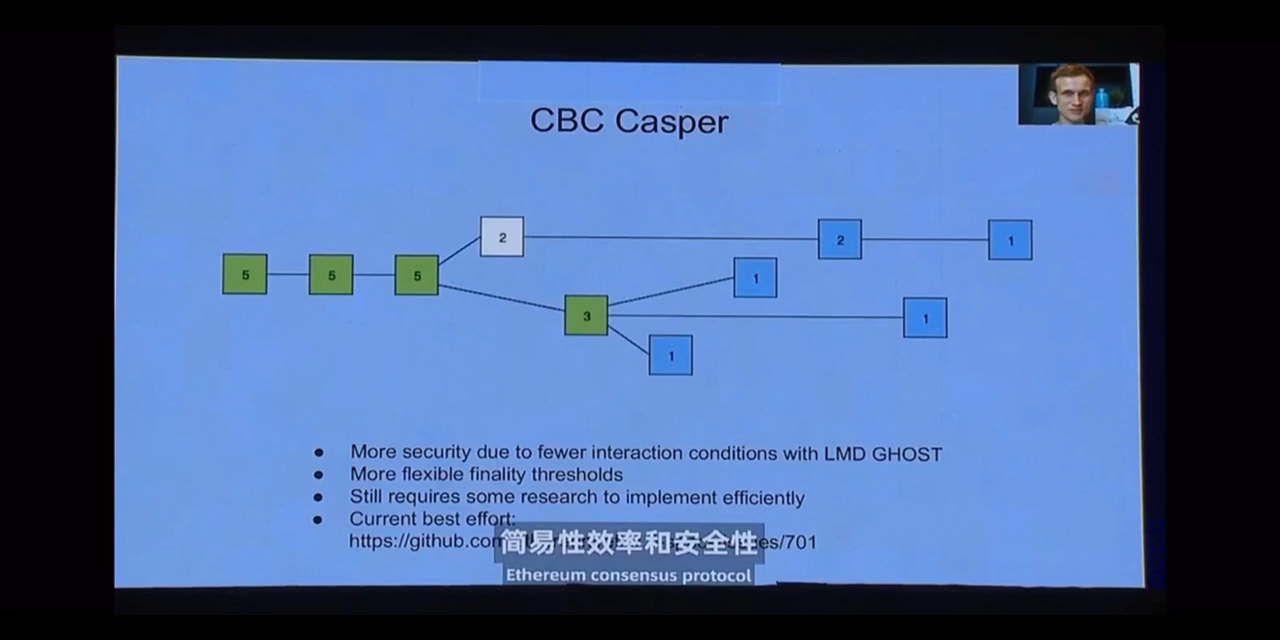 CBC Casper
2
2
1
5
5
5
1
3
1
1
● More security due to fewer interaction conditions with LMD GHOST
● More flexible finality thresholds
● Still requires some research to implement efficiently
● Current best effort:
https://github.com es/701
简易性效率和安全性
Ethereum consensus protocol